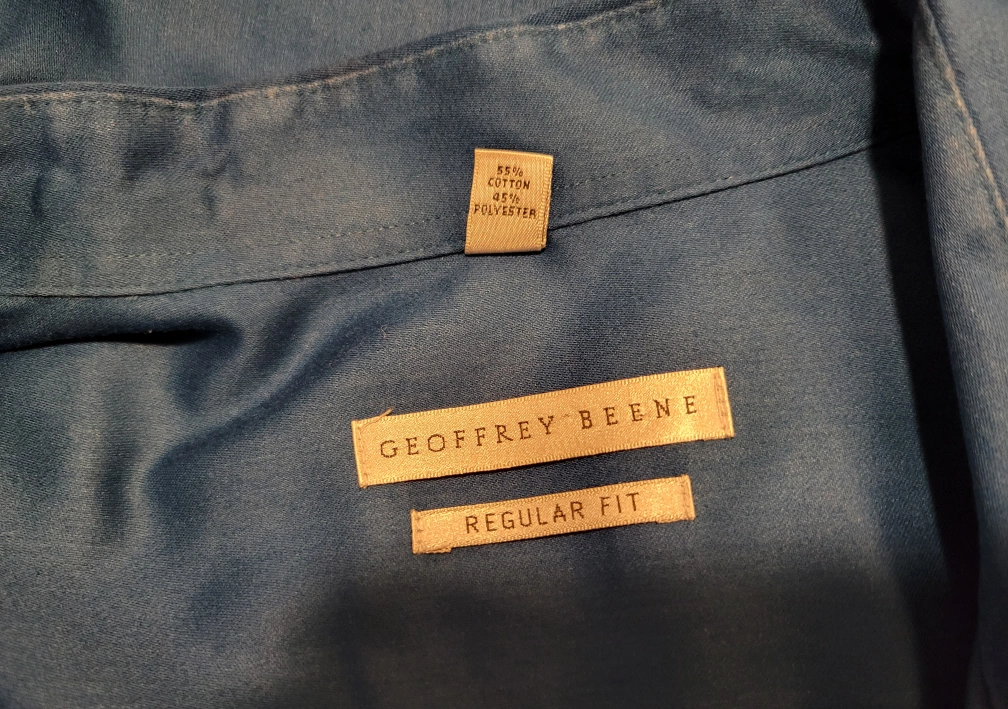 55%
COTTON
45%
POLYESTER
GEOFFREY BEENE
REGULAR FIT